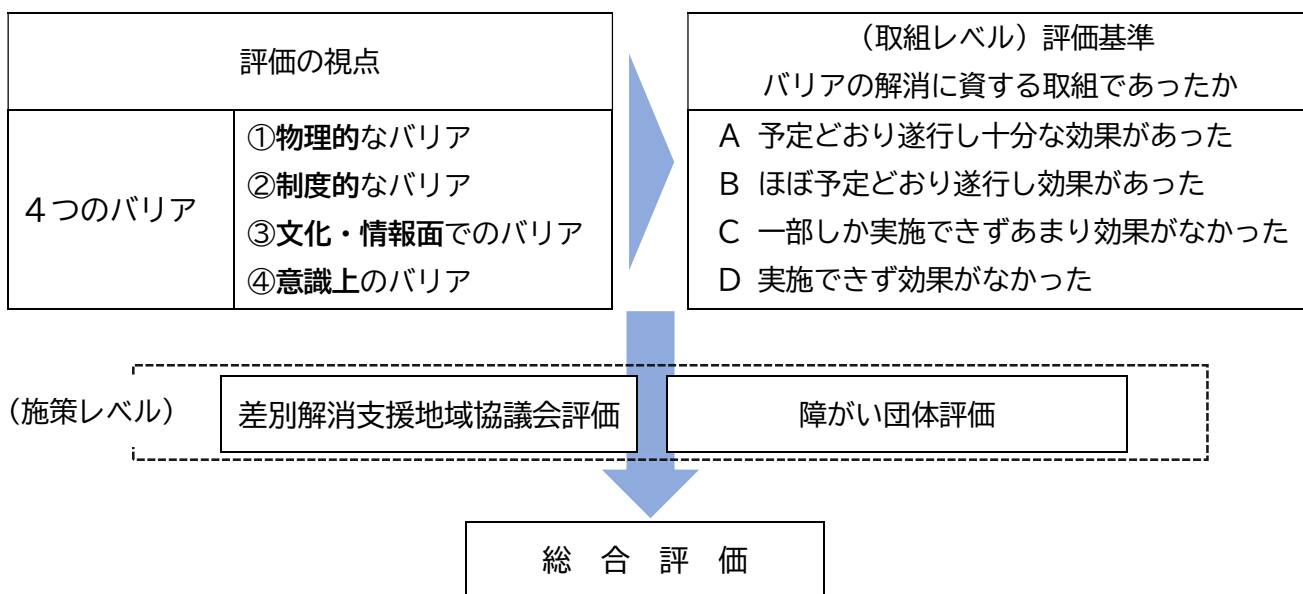 評価の視点
４つのバリア
①物理的なバリア
②制度的なバリア
③文化・情報面でのバリア
④意識上のバリア
（取組レベル）評価基準
バリアの解消に資する取組であったか
Ａ 予定どおり遂行し十分な効果があった
Ｂ ほぼ予定どおり遂行し効果があった
Ｃ 一部しか実施できずあまり効果がなかった
Ｄ 実施できず効果がなかった
（施策レベル）
差別解消支援地域協議会評価
障がい団体評価
総 合 評 価